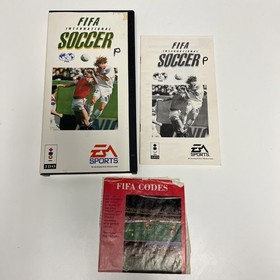 FIFA
INTERNATIONAL
SOCCER
P
EA
SPORTS
3DO
FIFA
INTERNATIONAL
SOCCER
P
EA
SPORTS
3DO
FIFA CODES